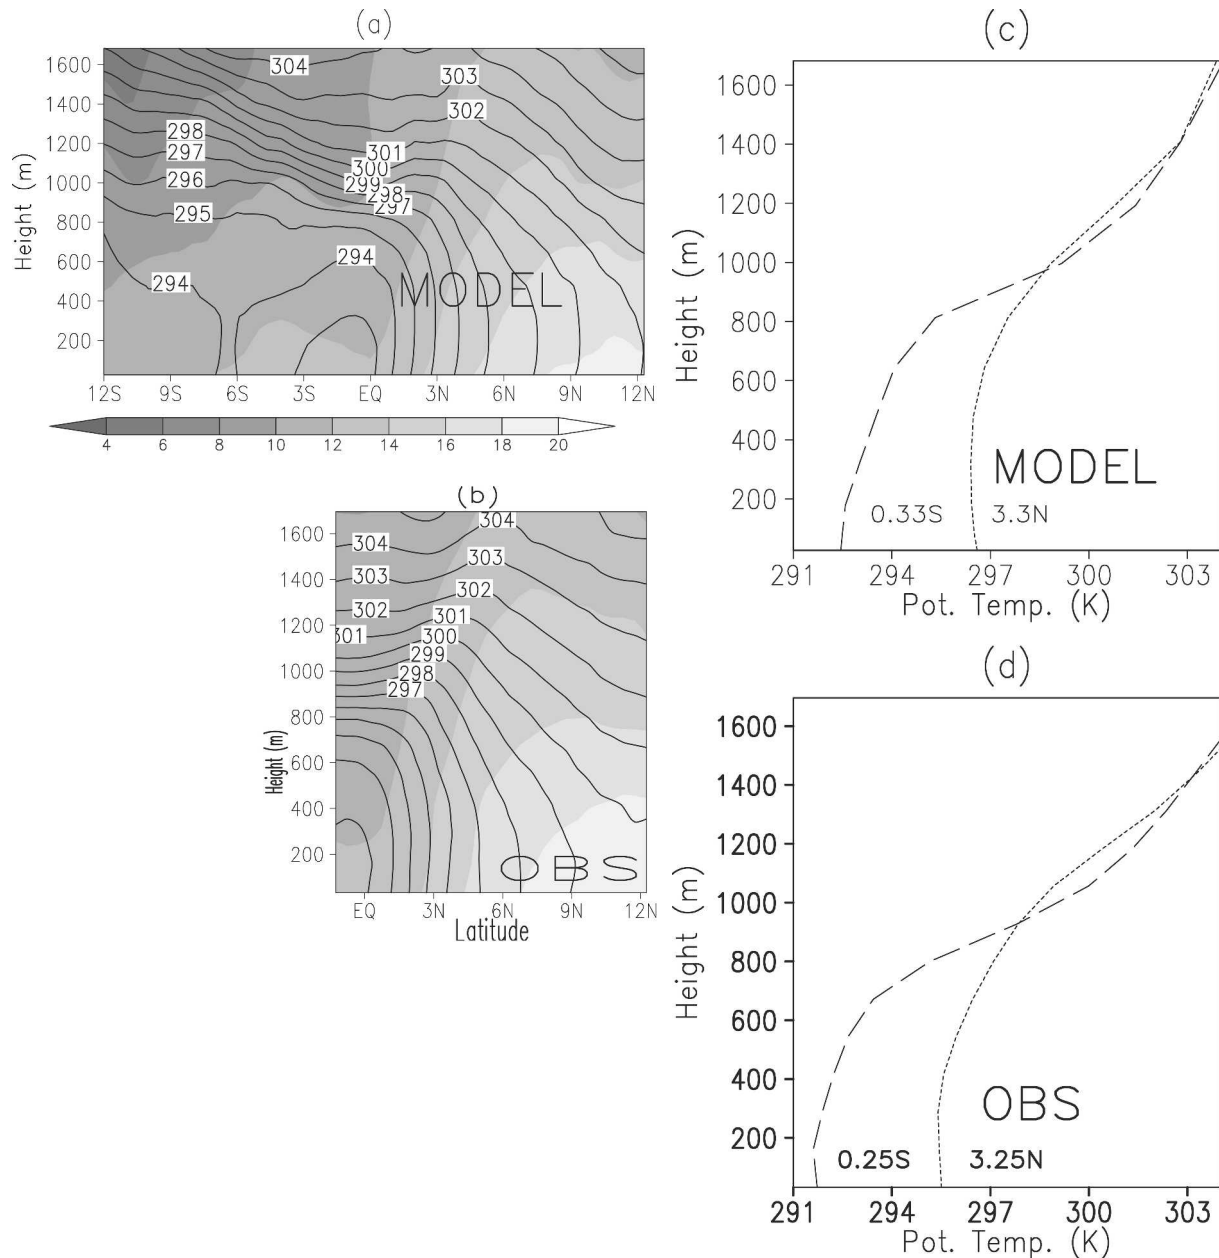 (a)
Height (m)
1600
1400
1200
1000
800
600
400
200
304
303
302
298
297
296
295
294
294
301
300
299
298
297
MODEL
12S 9S 6S 3S EQ 3N 6N 9N 12N
4 6 8 10 12 14 16 18 20
(b)
Height (m)
1600
1400
1200
1000
800
600
400
200
304
304
303
303
302
302
301
301
300
299
298
297
OBS
EQ 3N 6N 9N 12N
Latitude
(c)
Height (m)
1600
1400
1200
1000
800
600
400
200
MODEL
0.33S 3.3N
291 294 297 300 303
Pot. Temp. (K)
(d)
Height (m)
1600
1400
1200
1000
800
600
400
200
OBS
0.25S 3.25N
291 294 297 300 303
Pot. Temp. (K)